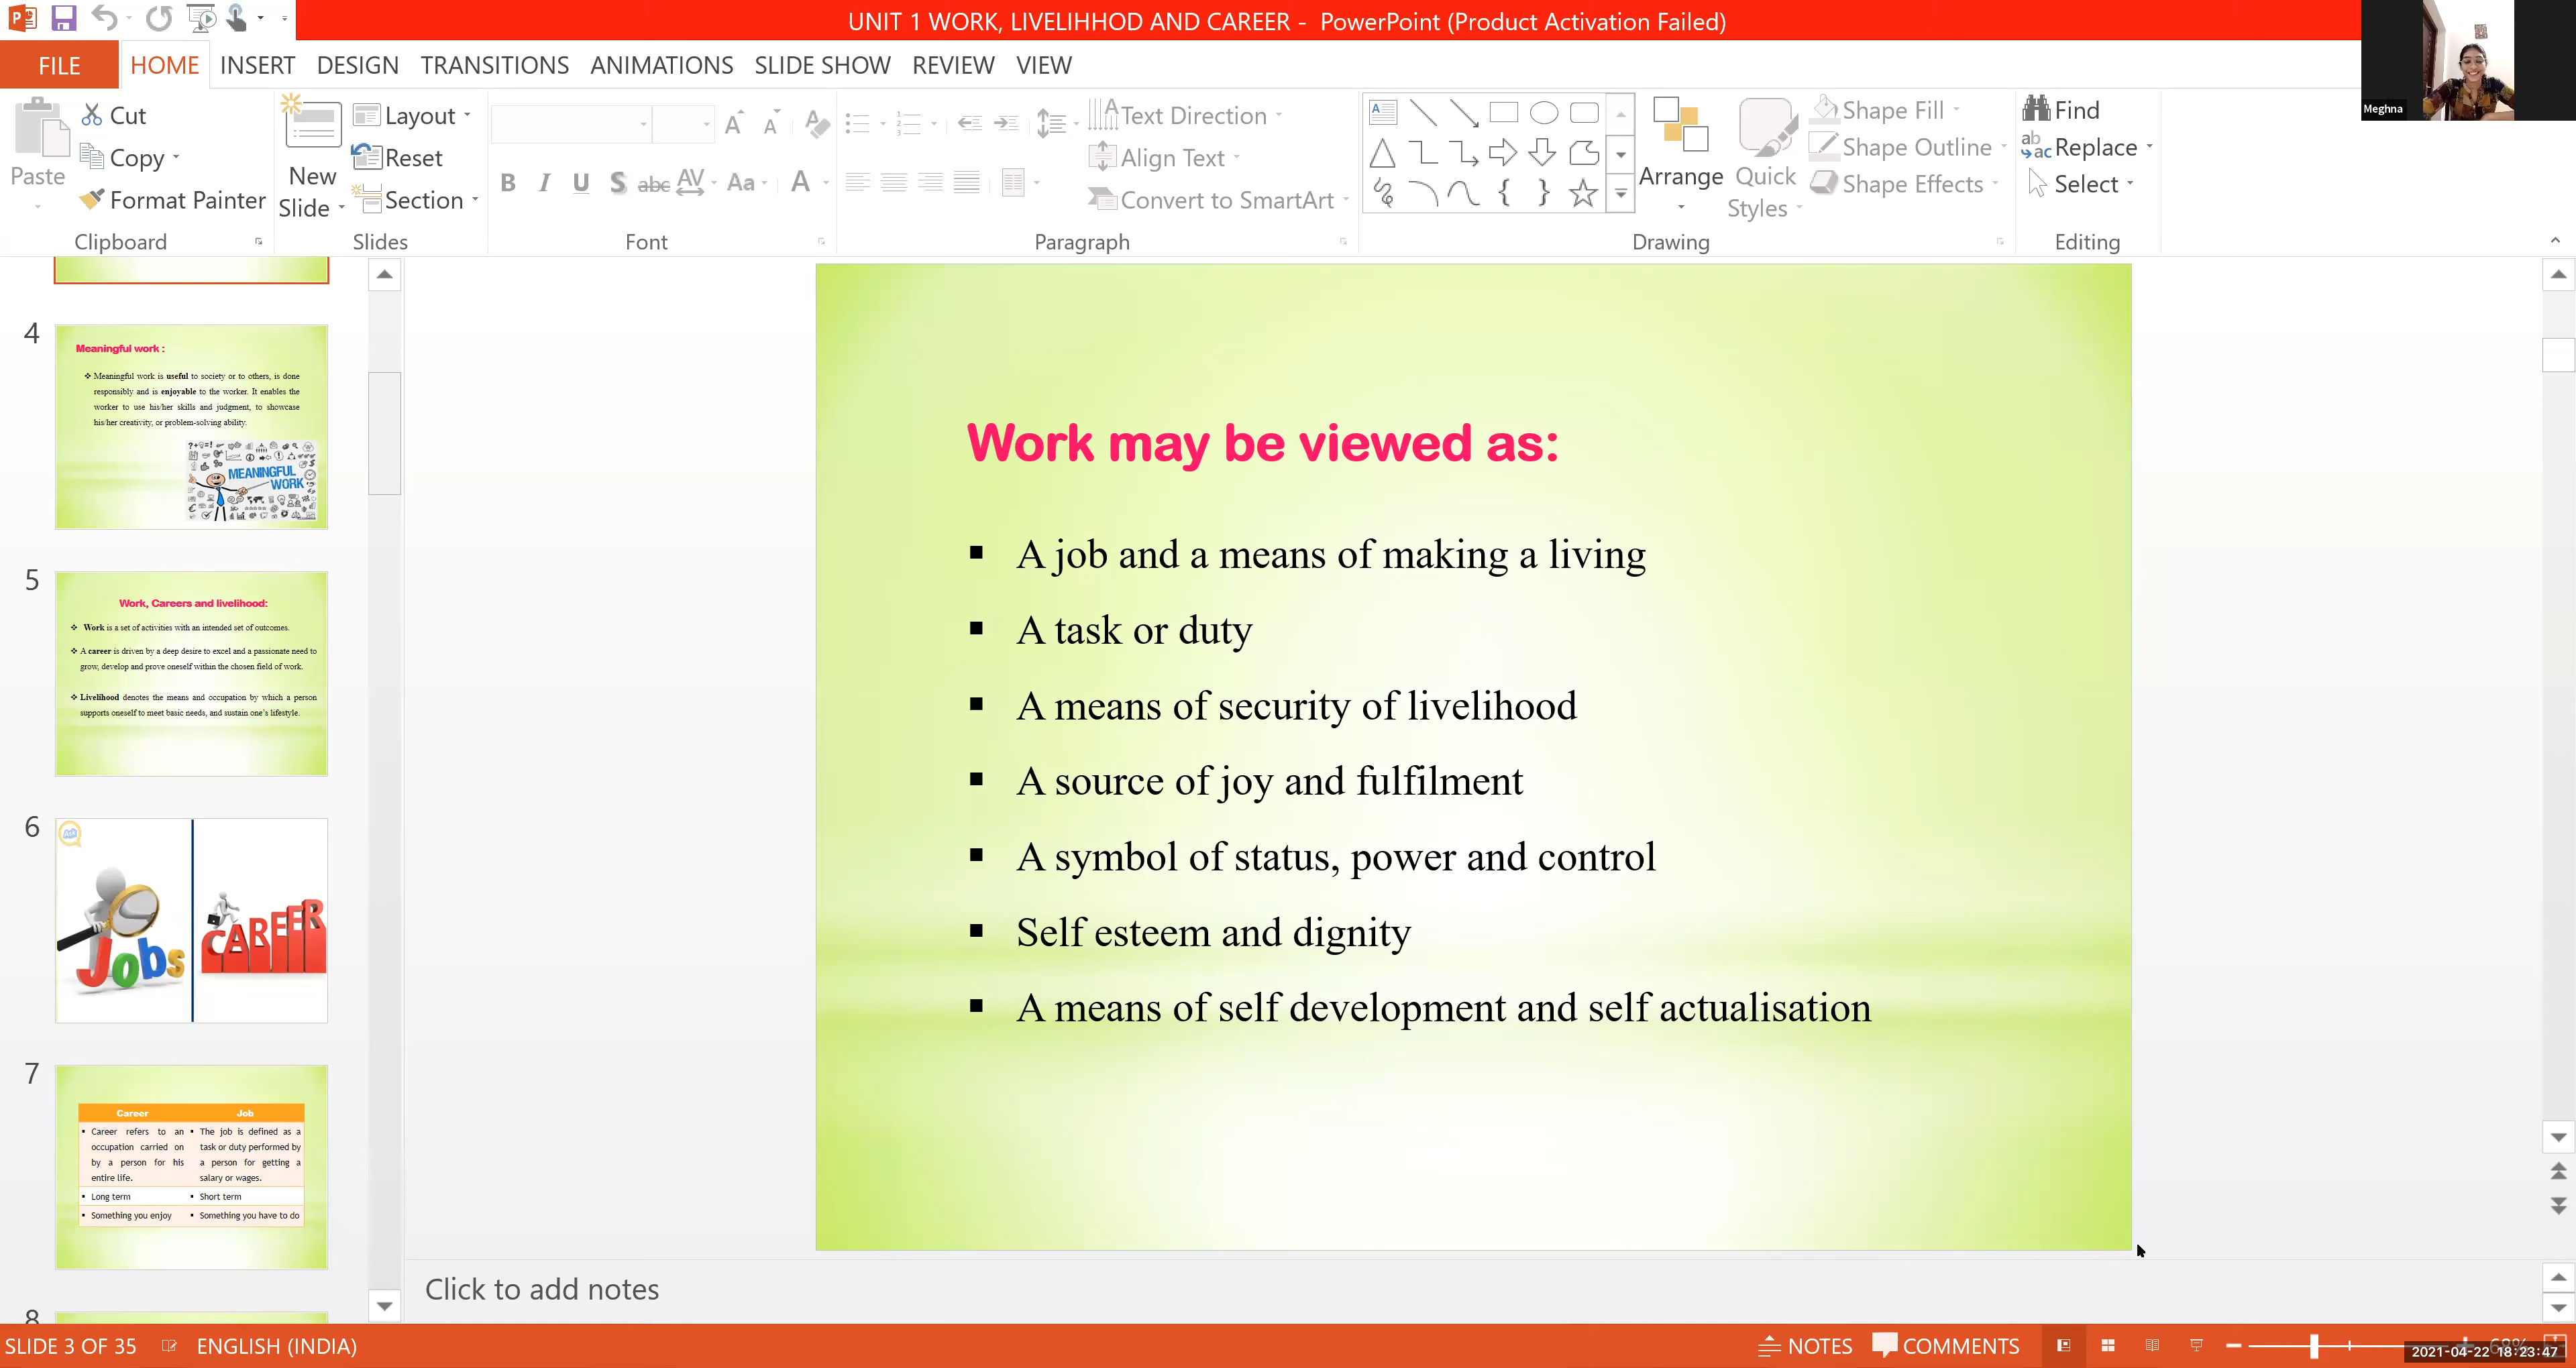 UNIT 1 WORK, LIVELIHHOD AND CAREER - PowerPoint (Product Activation Failed)
Meghna
FILE HOME INSERT DESIGN TRANSITIONS ANIMATIONS SLIDE SHOW REVIEW VIEW
Paste
Cut
Copy
Format Painter
Clipboard
New
Slide
Layout
Reset
Section
Slides
B I U S abc AV Aa A
Font
Text Direction
Align Text
Convert to SmartArt
Paragraph
Arrange
Quick
Styles
Shape Fill
Shape Outline
Shape Effects
Drawing
Find
Replace
Select
Editing
4
Meaningful work :
Meaningful work is useful to society or to others, is done
responsibly and is enjoyable to the worker. It enables the
worker to use his/her skills and judgment, to showcase
his/her creativity, or problem-solving ability.
MEANINGFUL
WORK
5
Work, Careers and livelihood:
Work is a set of activities with an intended set of outcomes.
A career is driven by a deep desire to excel and a passionate need to
grow, develop and prove oneself within the chosen field of work.
Livelihood denotes the means and occupation by which a person
supports oneself to meet basic needs, and sustain one's lifestyle.
6
Jobs
CAREER
7
Career Job
Career refers to an
occupation carried on
by a person for his
entire life.
The job is defined as a
task or duty performed by
a person for getting a
salary or wages.
Long term
Short term
Something you enjoy
Something you have to do
8
Work may be viewed as:
A job and a means of making a living
A task or duty
A means of security of livelihood
A source of joy and fulfilment
A symbol of status, power and control
Self esteem and dignity
A means of self development and self actualisation
Click to add notes
SLIDE 3 OF 35 ENGLISH (INDIA) NOTES COMMENTS 68%
2021-04-22 18:23:47